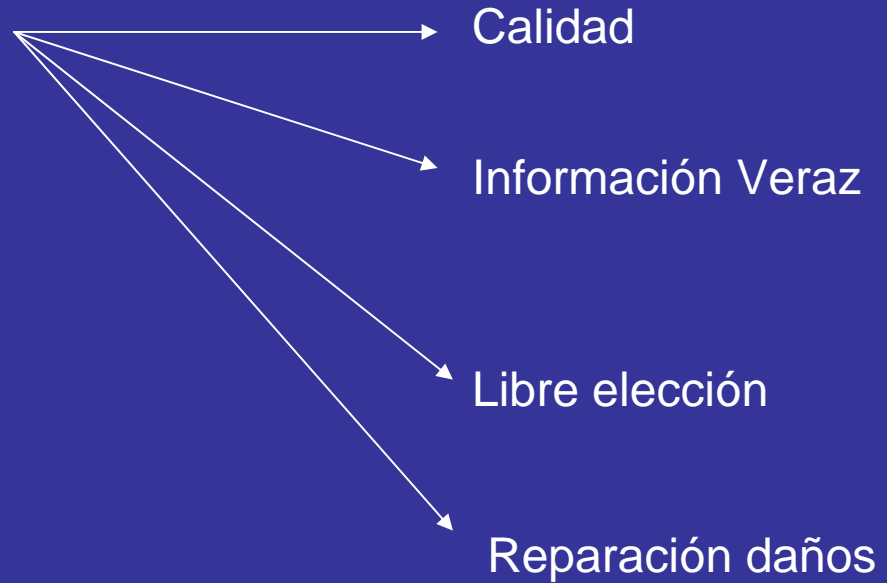 Calidad
Información Veraz
Libre elección
Reparación daños